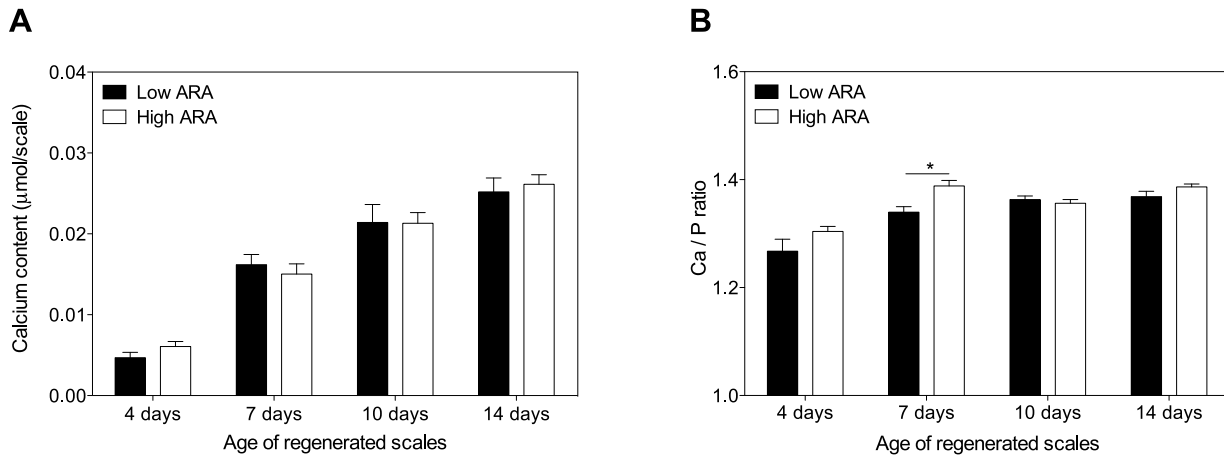 A
Calcium content (μmol/scale)
0.04
0.03
0.02
0.01
0.00
Low ARA
High ARA
4 days 7 days 10 days 14 days
Age of regenerated scales
B
Ca / P ratio
1.6
1.4
1.2
1.0
Low ARA
High ARA
*
4 days 7 days 10 days 14 days
Age of regenerated scales